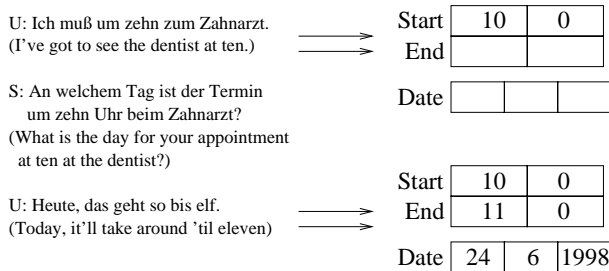 U: Ich muß um zehn zum Zahnarzt.
(I've got to see the dentist at ten.)
Start 10 0
End
S: An welchem Tag ist der Termin
um zehn Uhr beim Zahnarzt?
(What is the day for your appointment
at ten at the dentist?)
Date
U: Heute, das geht so bis elf.
(Today, it'll take around 'til eleven)
Start 10 0
End 11 0
Date 24 6 1998